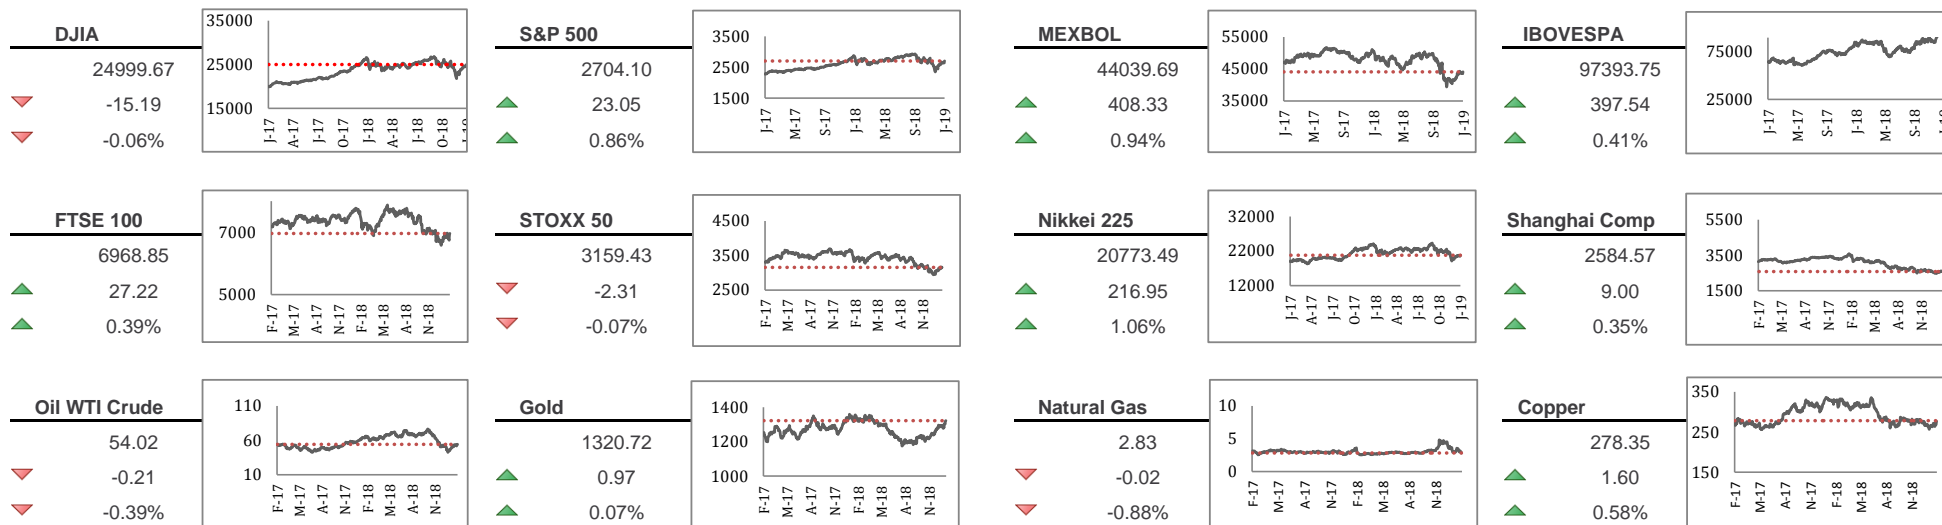 DJIA
24999.67
-15.19
-0.06%
35000
25000
15000
J-17
A-17
J-17
O-17
J-18
A-18
J-18
O-18
S&P 500
2704.10
23.05
0.86%
3500
2500
1500
J-17
M-17
S-17
J-18
M-18
S-18
J-19
MEXBOL
44039.69
408.33
0.94%
55000
45000
35000
J-17
M-17
S-17
J-18
M-18
S-18
J-19
IBOVESPA
97393.75
397.54
0.41%
75000
25000
J-17
M-17
S-17
J-18
M-18
S-18
FTSE 100
6968.85
27.22
0.39%
7000
5000
F-17
M-17
A-17
N-17
F-18
M-18
A-18
N-18
STOXX 50
3159.43
-2.31
-0.07%
4500
3500
2500
F-17
M-17
A-17
N-17
F-18
M-18
A-18
N-18
Nikkei 225
20773.49
216.95
1.06%
32000
22000
12000
J-17
A-17
J-17
O-17
J-18
A-18
J-18
O-18
J-19
Shanghai Comp
2584.57
9.00
0.35%
5500
3500
1500
F-17
M-17
A-17
N-17
F-18
M-18
A-18
N-18
Oil WTI Crude
54.02
-0.21
-0.39%
110
60
10
F-17
M-17
A-17
N-17
F-18
M-18
A-18
N-18
Gold
1320.72
0.97
0.07%
1400
1200
1000
F-17
M-17
A-17
N-17
F-18
M-18
A-18
N-18
Natural Gas
2.83
-0.02
-0.88%
10
5
0
F-17
M-17
A-17
N-17
F-18
M-18
A-18
N-18
Copper
278.35
1.60
0.58%
350
250
150
F-17
M-17
A-17
N-17
F-18
M-18
A-18
N-18